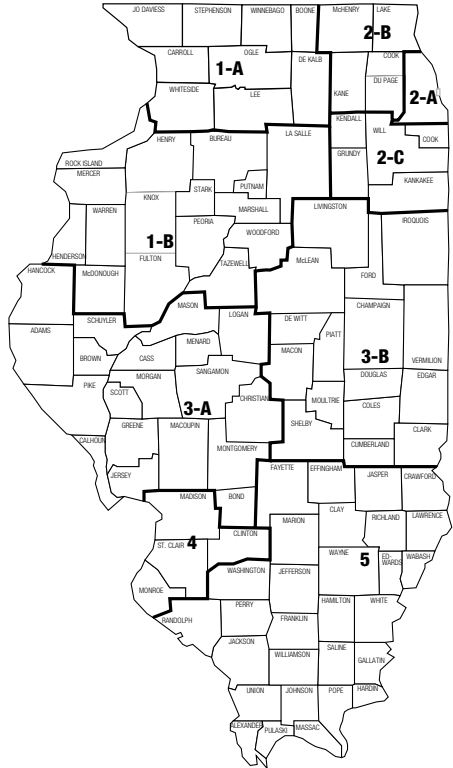 JO DAVIESS
STEPHENSON
WINNEBAGO
BOONE
McHENRY
LAKE
2-B
CARROLL
OGLE
1-A
DE KALB
KANE
COOK
DU PAGE
2-A
WHITESIDE
LEE
KENDALL
WILL
COOK
2-C
GRUNDY
KANKAKEE
HENRY
BUREAU
LA SALLE
ROCK ISLAND
MERCER
STARK
PUTNAM
KNOX
MARSHALL
LIVINGSTON
WARREN
PEORIA
WOODFORD
IROQUOIS
1-B
HENDERSON
FULTON
TAZEWELL
McLEAN
FORD
HANCOCK
McDONOUGH
MASON
LOGAN
CHAMPAIGN
SCHUYLER
DE WITT
ADAMS
MENARD
PIATT
BROWN
CASS
MACON
3-B
VERMILION
MORGAN
SANGAMON
DOUGLAS
EDGAR
PIKE
SCOTT
CHRISTIAN
MOULTRIE
COLES
3-A
GREENE
MACOUPIN
SHELBY
CLARK
CALHOUN
MONTGOMERY
CUMBERLAND
JERSEY
FAYETTE
EFFINGHAM
JASPER
CRAWFORD
MADISON
BOND
CLAY
MARION
RICHLAND
LAWRENCE
CLINTON
4
ST. CLAIR
WAYNE
5
ED-
WARDS
WABASH
WASHINGTON
JEFFERSON
MONROE
PERRY
HAMILTON
WHITE
RANDOLPH
FRANKLIN
JACKSON
SALINE
WILLIAMSON
GALLATIN
UNION
JOHNSON
POPE
HARDIN
ALEXANDER
PULASKI
MASSAC